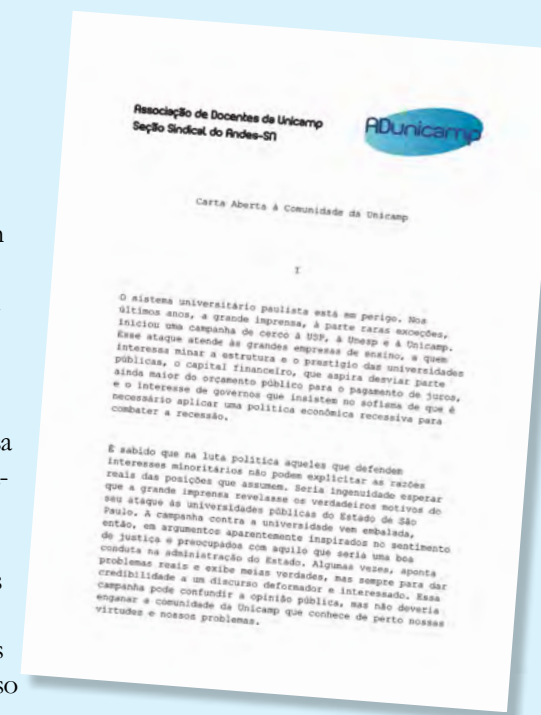 Associação de Docentes da Unicamp
Seção Sindical do Andes-SN
ADunicamp
Carta Aberta à Comunidade da Unicamp
I
O sistema universitário paulista está em perigo. Nos
últimos anos, a grande imprensa, à parte raras exceções,
iniciou uma campanha de cerco à USP, à Unesp e à Unicamp.
Esse ataque atende às grandes empresas de ensino, a quem
interessa minar a estrutura e o prestígio das universidades
públicas, o capital financeiro, que aspira desviar parte
ainda maior do orçamento público para o pagamento de juros,
e o interesse de governos que insistem no sofisma de que é
necessário aplicar uma política econômica recessiva para
combater a recessão.
É sabido que na luta política aqueles que defendem
interesses minoritários não podem explicitar as razões
reais das posições que assumem. Seria ingenuidade esperar
que a grande imprensa revelasse os verdadeiros motivos do
seu ataque às universidades públicas do Estado de São
Paulo. A campanha contra a universidade vem embalada,
então, em argumentos aparentemente inspirados no sentimento
de justiça e preocupados com aquilo que seria uma boa
conduta na administração do Estado. Algumas vezes, aponta
problemas reais e exibe meias verdades, mas sempre para dar
credibilidade a um discurso deformador e interessado. Essa
campanha pode confundir a opinião pública, mas não deveria
enganar a comunidade da Unicamp que conhece de perto nossas
virtudes e nossos problemas.